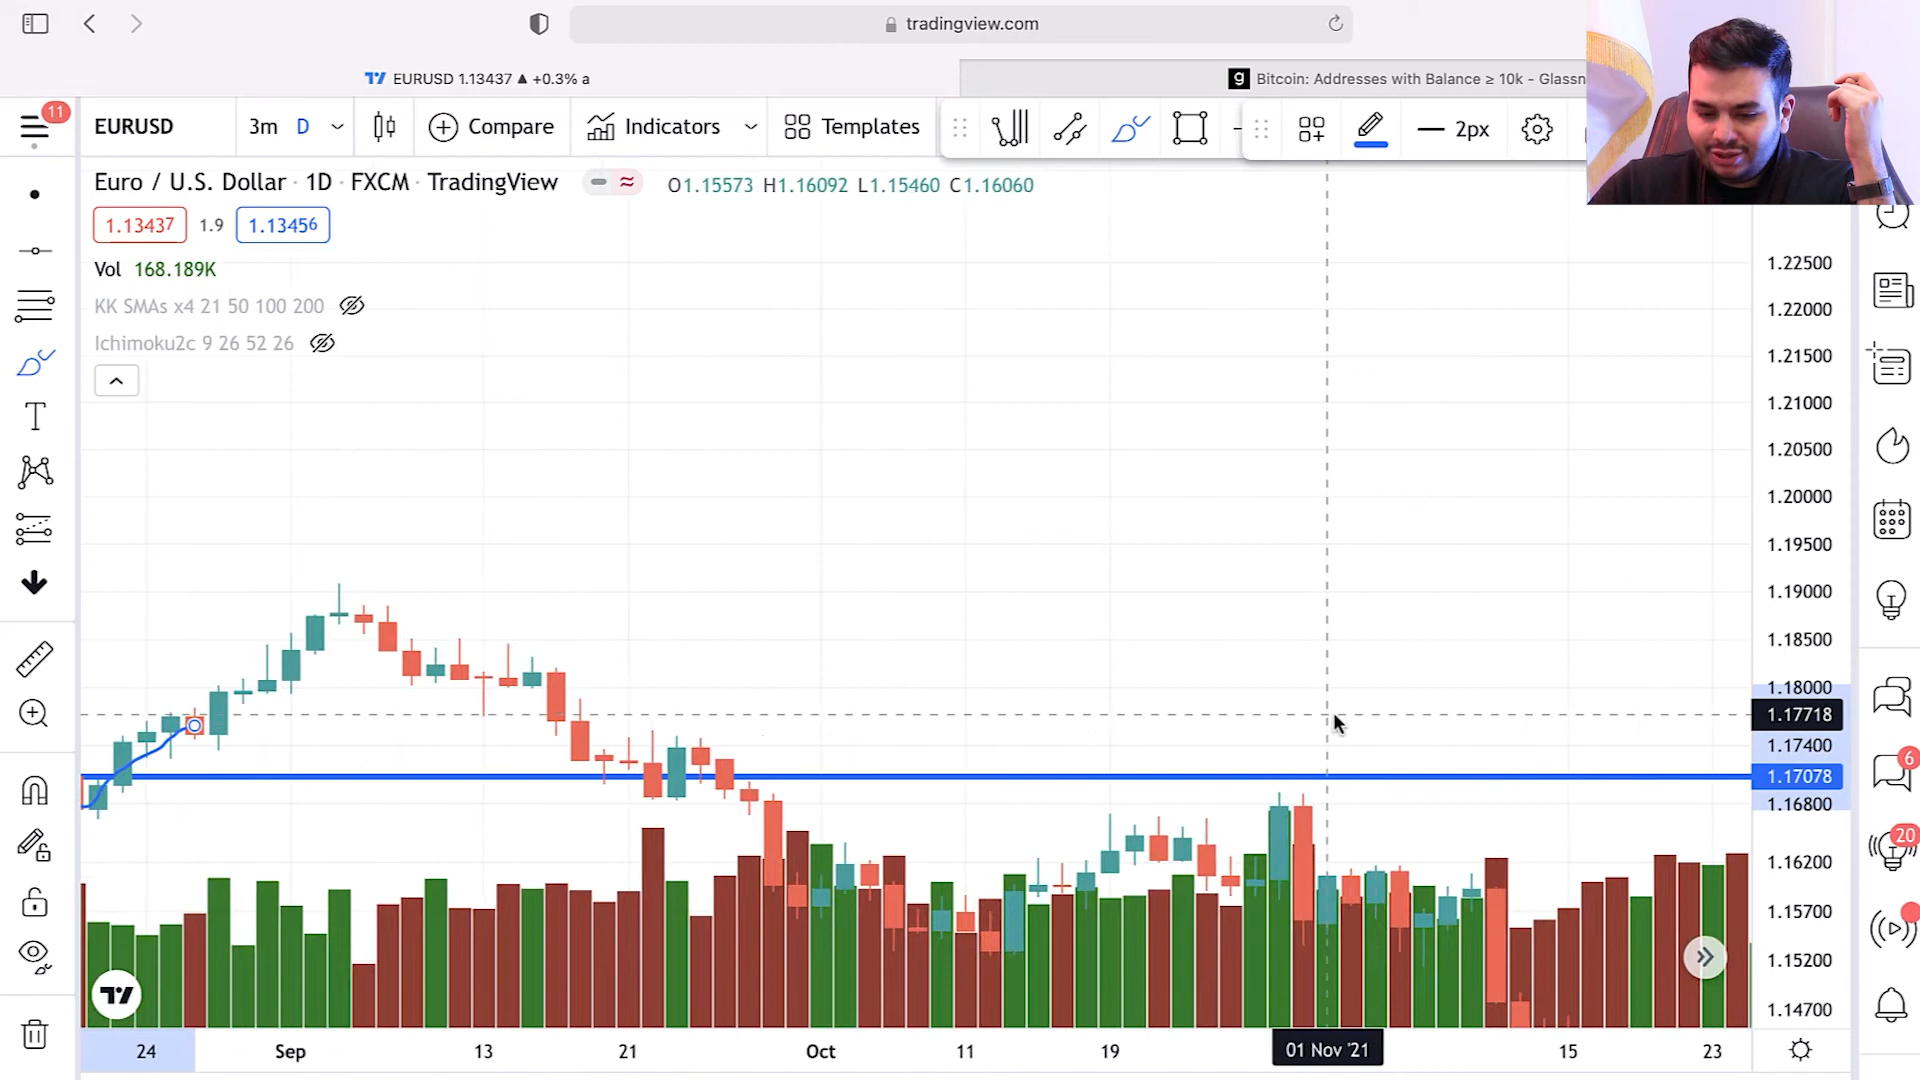 tradingview.com
EURUSD 1.13437 ▲ +0.3% a
g Bitcoin: Addresses with Balance ≥ 10k - Glassn
11
EURUSD 3m D Compare Indicators Templates 2px
Euro / U.S. Dollar · 1D · FXCM · TradingView O1.15573 H1.16092 L1.15460 C1.16060
1.13437 1.9 1.13456
Vol 168.189K
KK SMAs x4 21 50 100 200
Ichimoku2c 9 26 52 26
T
1.22500
1.22000
1.21500
1.21000
1.20500
1.20000
1.19500
1.19000
1.18500
1.18000
1.17718
1.17400
1.17078
1.16800
1.16200
1.15700
1.15200
1.14700
6
20
24 Sep 13 21 Oct 11 19 01 Nov '21 15 23